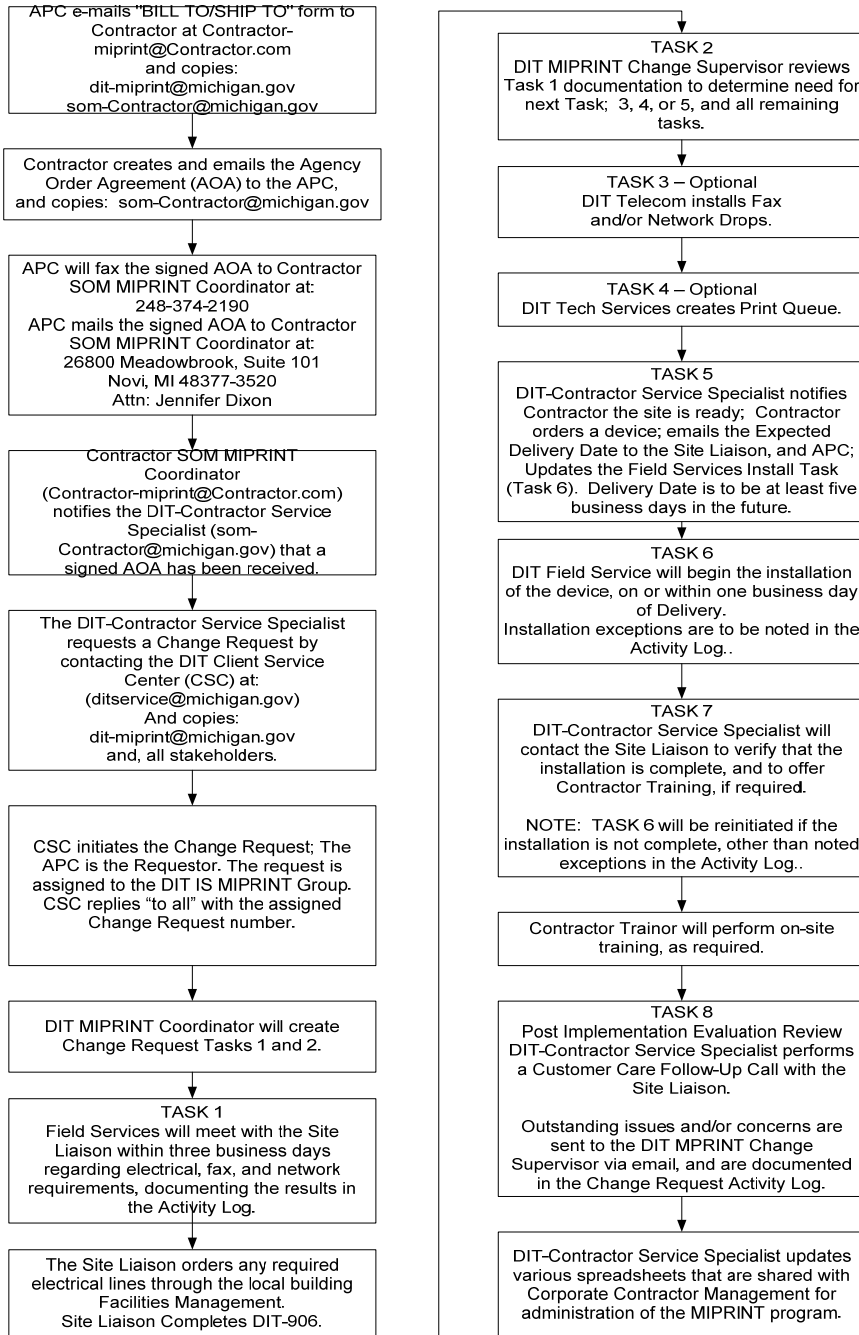 APC e-mails "BILL TO/SHIP TO" form to
Contractor at Contractor-
miprint@Contractor.com
and copies:
dit-miprint@michigan.gov
som-Contractor@michigan.gov
Contractor creates and emails the Agency
Order Agreement (AOA) to the APC,
and copies: som-Contractor@michigan.gov
APC will fax the signed AOA to Contractor
SOM MIPRINT Coordinator at:
248-374-2190
APC mails the signed AOA to Contractor
SOM MIPRINT Coordinator at:
26800 Meadowbrook, Suite 101
Novi, MI 48377-3520
Attn: Jennifer Dixon
Contractor SOM MIPRINT
Coordinator
(Contractor-miprint@Contractor.com)
notifies the DIT-Contractor Service
Specialist (som-
Contractor@michigan.gov) that a
signed AOA has been received.
The DIT-Contractor Service Specialist
requests a Change Request by
contacting the DIT Client Service
Center (CSC) at:
(ditservice@michigan.gov)
And copies:
dit-miprint@michigan.gov
and, all stakeholders.
CSC initiates the Change Request; The
APC is the Requestor. The request is
assigned to the DIT IS MIPRINT Group.
CSC replies “to all” with the assigned
Change Request number.
DIT MIPRINT Coordinator will create
Change Request Tasks 1 and 2.
TASK 1
Field Services will meet with the Site
Liaison within three business days
regarding electrical, fax, and network
requirements, documenting the results in
the Activity Log.
The Site Liaison orders any required
electrical lines through the local building
Facilities Management.
Site Liaison Completes DIT-906.
TASK 2
DIT MIPRINT Change Supervisor reviews
Task 1 documentation to determine need for
next Task; 3, 4, or 5, and all remaining
tasks.
TASK 3 – Optional
DIT Telecom installs Fax
and/or Network Drops.
TASK 4 – Optional
DIT Tech Services creates Print Queue.
TASK 5
DIT-Contractor Service Specialist notifies
Contractor the site is ready; Contractor
orders a device; emails the Expected
Delivery Date to the Site Liaison, and APC;
Updates the Field Services Install Task
(Task 6). Delivery Date is to be at least five
business days in the future.
TASK 6
DIT Field Service will begin the installation
of the device, on or within one business day
of Delivery.
Installation exceptions are to be noted in the
Activity Log..
TASK 7
DIT-Contractor Service Specialist will
contact the Site Liaison to verify that the
installation is complete, and to offer
Contractor Training, if required.
NOTE: TASK 6 will be reinitiated if the
installation is not complete, other than noted
exceptions in the Activity Log..
Contractor Trainor will perform on-site
training, as required.
TASK 8
Post Implementation Evaluation Review
DIT-Contractor Service Specialist performs
a Customer Care Follow-Up Call with the
Site Liaison.
Outstanding issues and/or concerns are
sent to the DIT MPRINT Change
Supervisor via email, and are documented
in the Change Request Activity Log.
DIT-Contractor Service Specialist updates
various spreadsheets that are shared with
Corporate Contractor Management for
administration of the MIPRINT program.